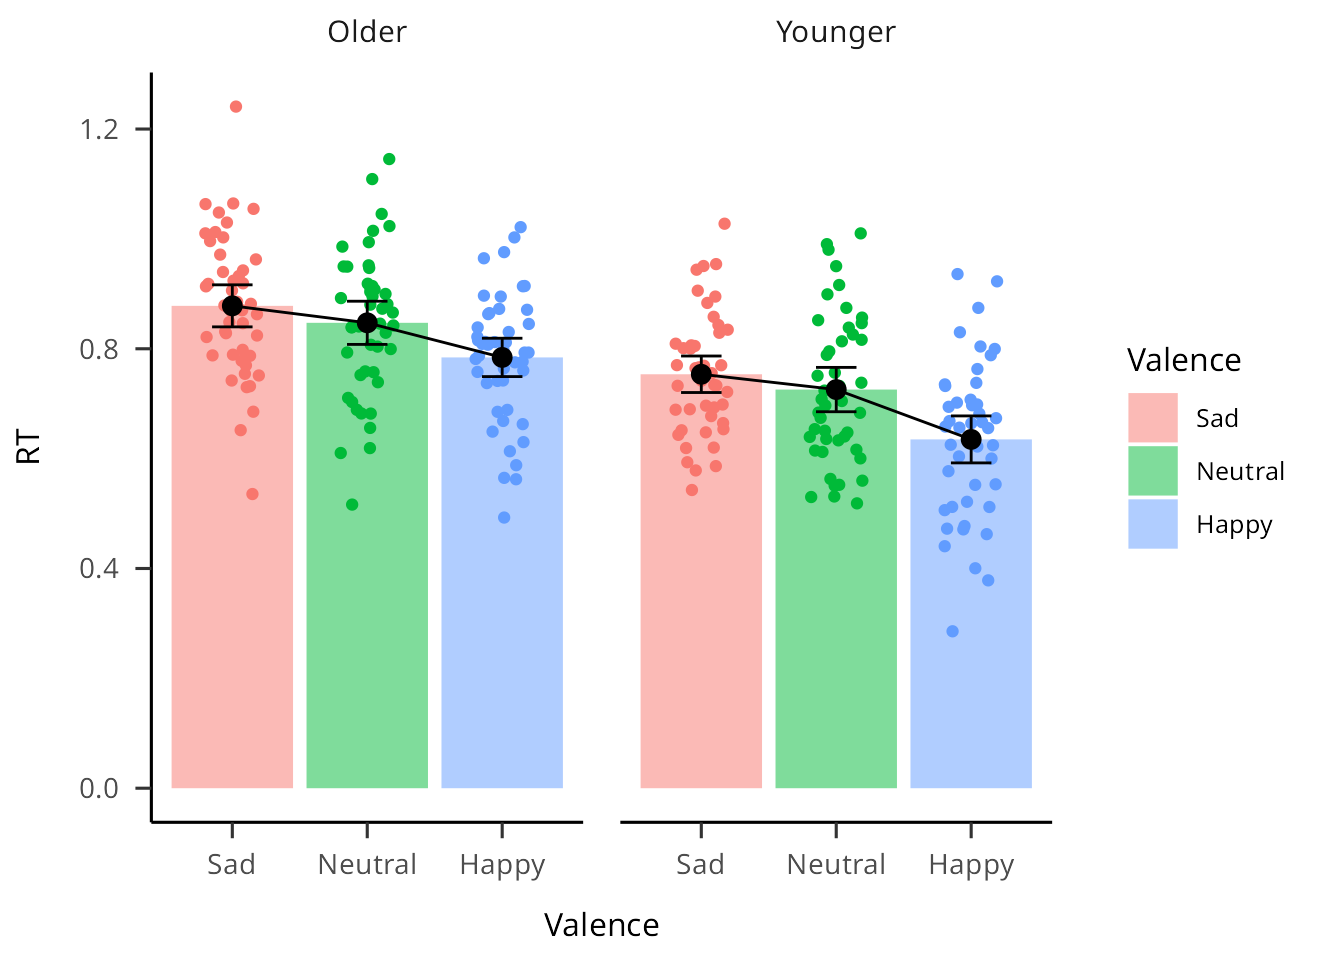 Older
Younger
1.2
0.8
0.4
0.0
RT
Sad
Neutral
Happy
Sad
Neutral
Happy
Valence
Valence
Sad
Neutral
Happy